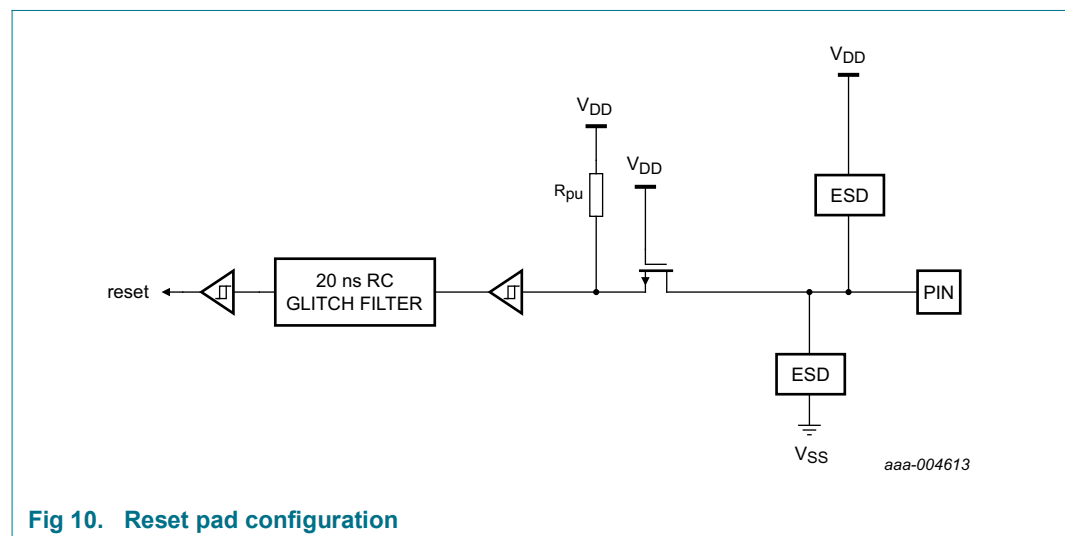 VDD
VDD
VDD
Rpu
ESD
reset
20 ns RC
GLITCH FILTER
PIN
ESD
VSS
aaa-004613
Fig 10. Reset pad configuration